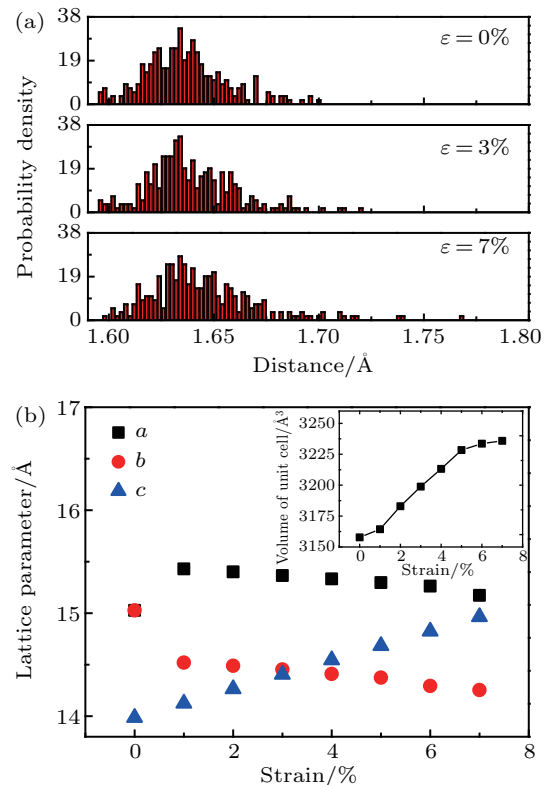 (a)
Probability density
38
19
0
ε = 0%
38
19
0
ε = 3%
38
19
0
ε = 7%
1.60 1.65 1.70 1.75 1.80
Distance/Å
(b)
Lattice parameter/Å
17
16
15
14
a
b
c
Volume of unit cell/Å³
3250
3225
3200
3175
3150
0 2 4 6 8
Strain/%
0 2 4 6 8
Strain/%